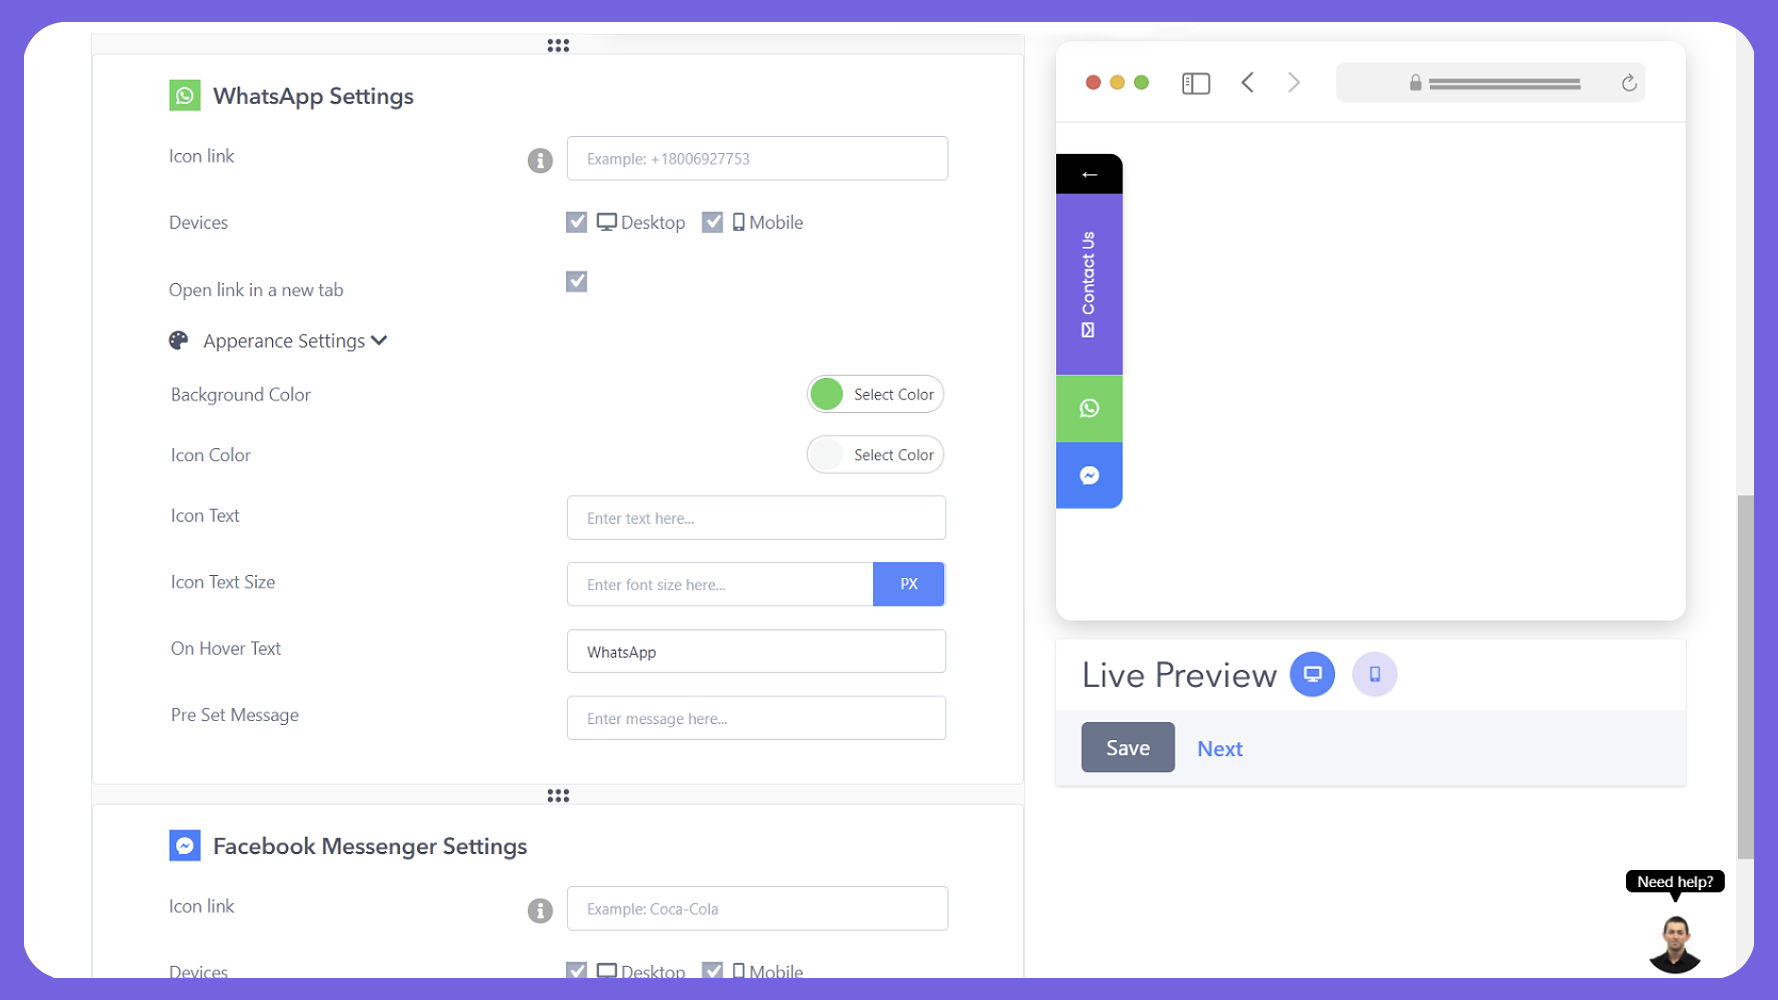 WhatsApp Settings
Icon link
Example: +18006927753
Devices
Desktop
Mobile
Open link in a new tab
Apperance Settings
Background Color
Select Color
Icon Color
Select Color
Icon Text
Enter text here...
Icon Text Size
Enter font size here...
PX
On Hover Text
WhatsApp
Pre Set Message
Enter message here...
Facebook Messenger Settings
Icon link
Example: Coca-Cola
Devices
Desktop
Mobile
←
Contact Us
Live Preview
Save
Next
Need help?